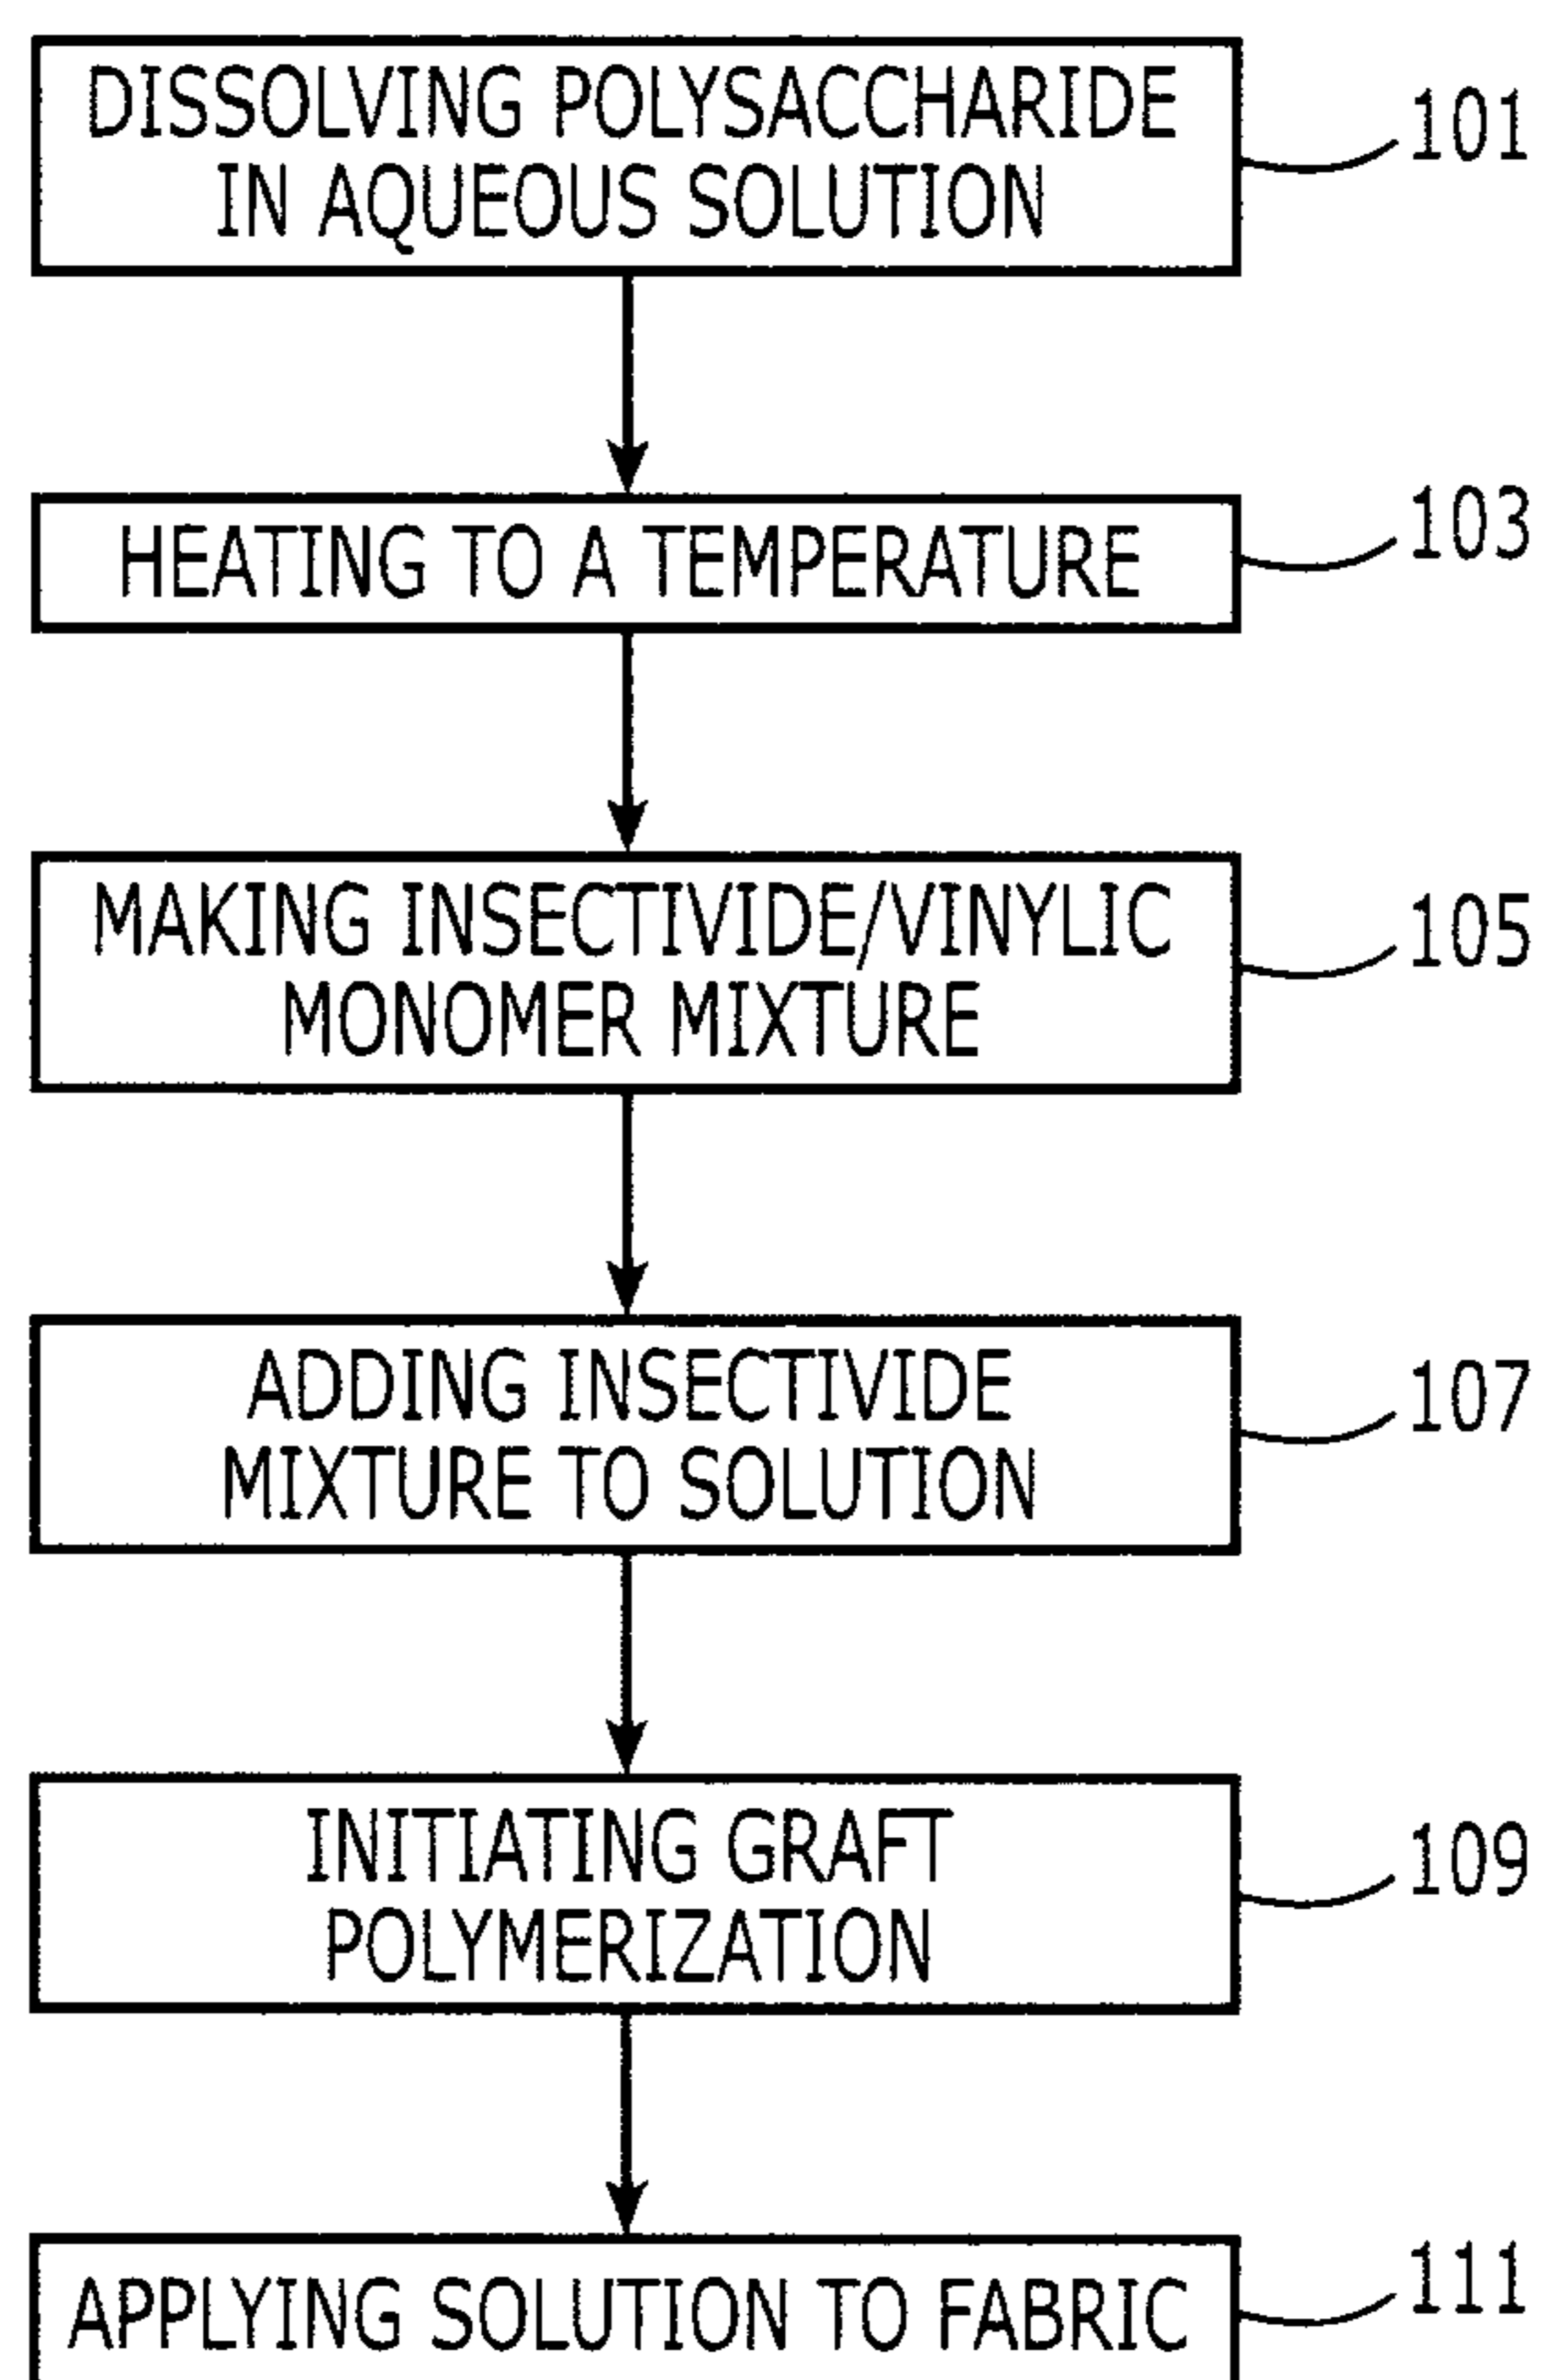 DISSOLVING POLYSACCHARIDE
IN AQUEOUS SOLUTION
101
HEATING TO A TEMPERATURE
103
MAKING INSECTIVIDE/VINYLIC
MONOMER MIXTURE
105
ADDING INSECTIVIDE
MIXTURE TO SOLUTION
107
INITIATING GRAFT
POLYMERIZATION
109
APPLYING SOLUTION TO FABRIC
111